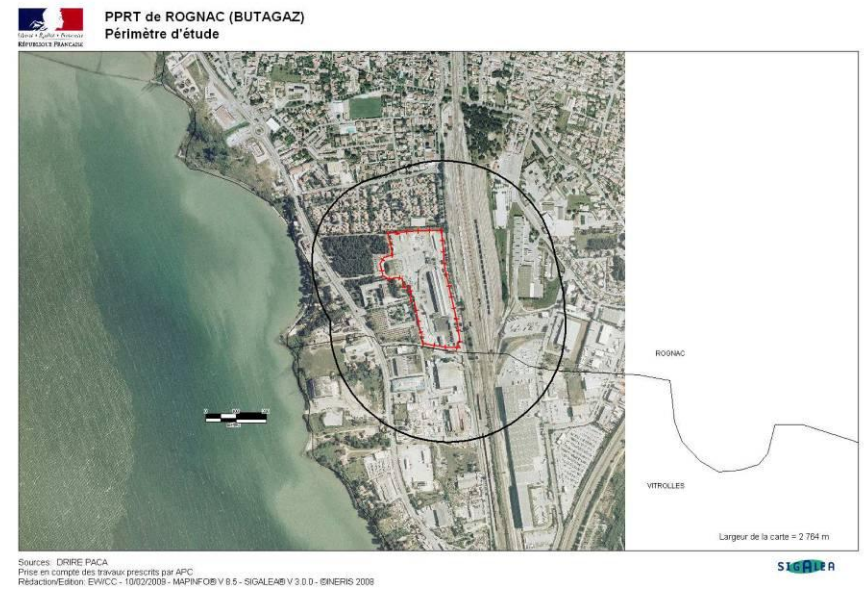 PPRT de ROGNAC (BUTAGAZ)
Périmètre d'étude
RÉPUBLIQUE FRANÇAISE
ROGNAC
VITROLLES
Largeur de la carte = 2 764 m
Sources: DRIRE PACA
Prise en compte des travaux prescrits par APC
Rédaction/Edition: EW/CC - 10/02/2009 - MAPINFO® V 8.5 - SIGALEA® V 3.0.0 - ©INERIS 2008
SIGALEA